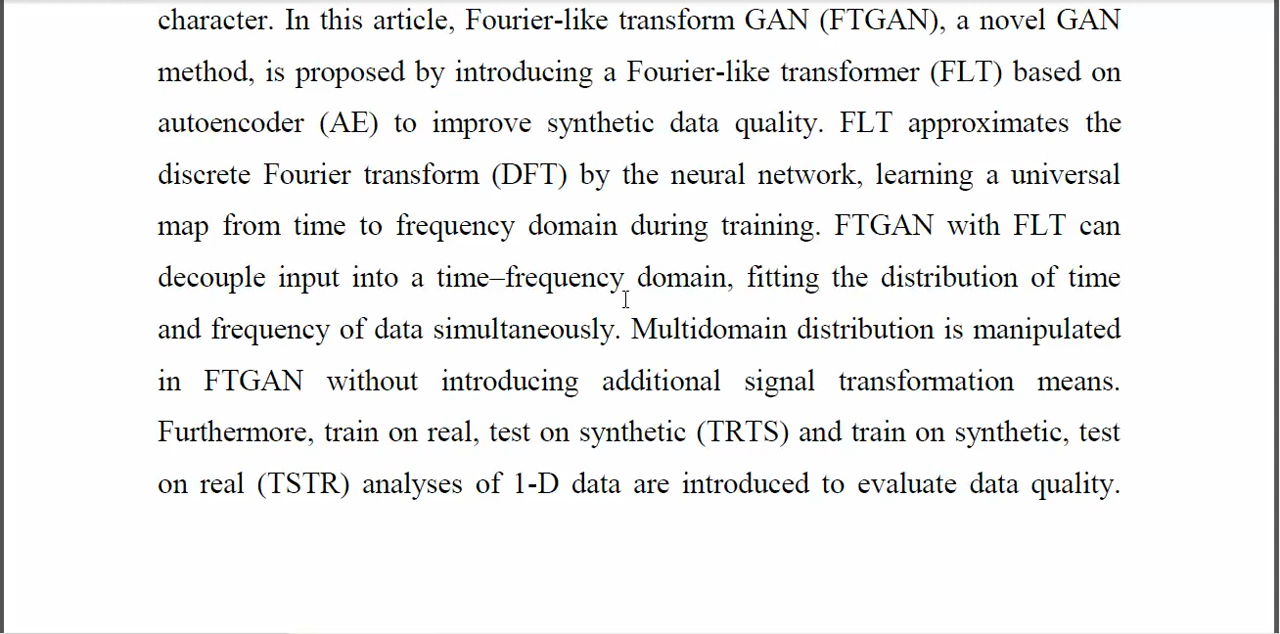 character. In this article, Fourier-like transform GAN (FTGAN), a novel GAN
method, is proposed by introducing a Fourier-like transformer (FLT) based on
autoencoder (AE) to improve synthetic data quality. FLT approximates the
discrete Fourier transform (DFT) by the neural network, learning a universal
map from time to frequency domain during training. FTGAN with FLT can
decouple input into a time–frequency domain, fitting the distribution of time
and frequency of data simultaneously. Multidomain distribution is manipulated
in FTGAN without introducing additional signal transformation means.
Furthermore, train on real, test on synthetic (TRTS) and train on synthetic, test
on real (TSTR) analyses of 1-D data are introduced to evaluate data quality.